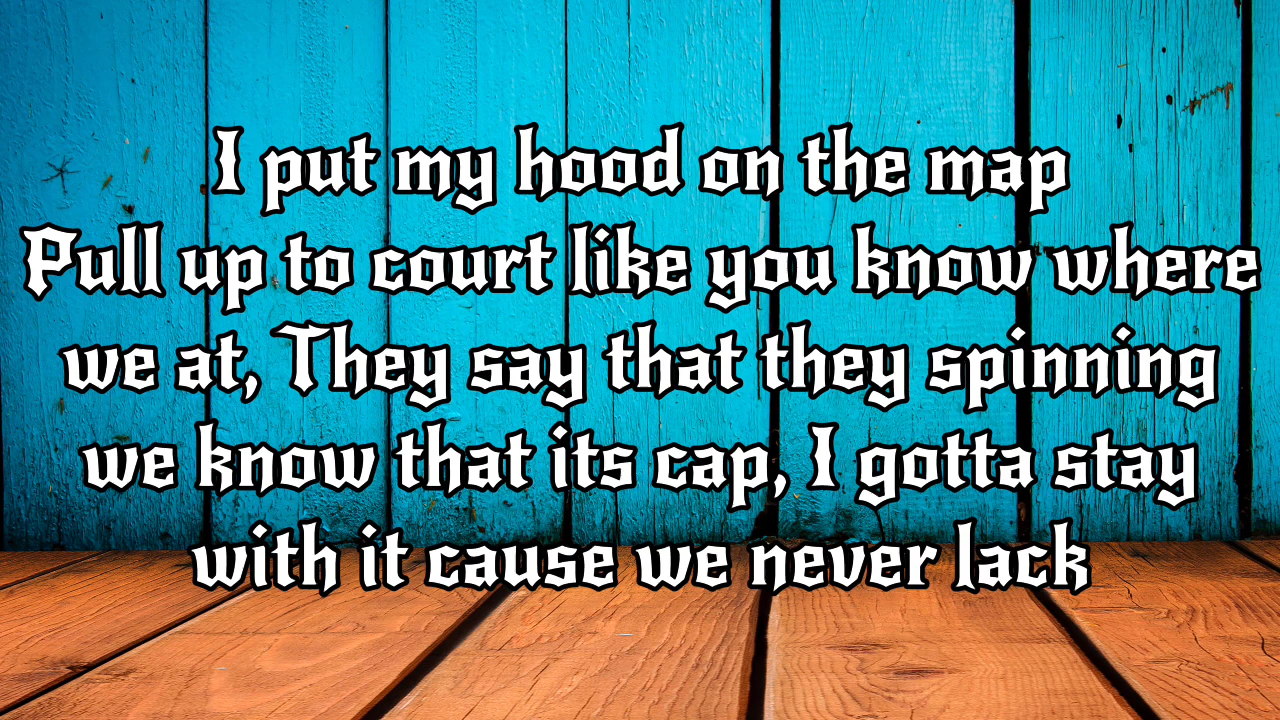 I put my hood on the map
Pull up to court like you know where
we at, They say that they spinning
we know that its cap, I gotta stay
with it cause we never lack